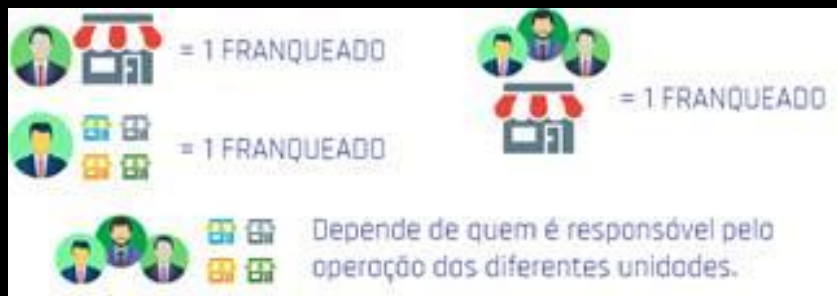 = 1 FRANQUEADO
= 1 FRANQUEADO
= 1 FRANQUEADO
Depende de quem é responsável pela
operação das diferentes unidades.